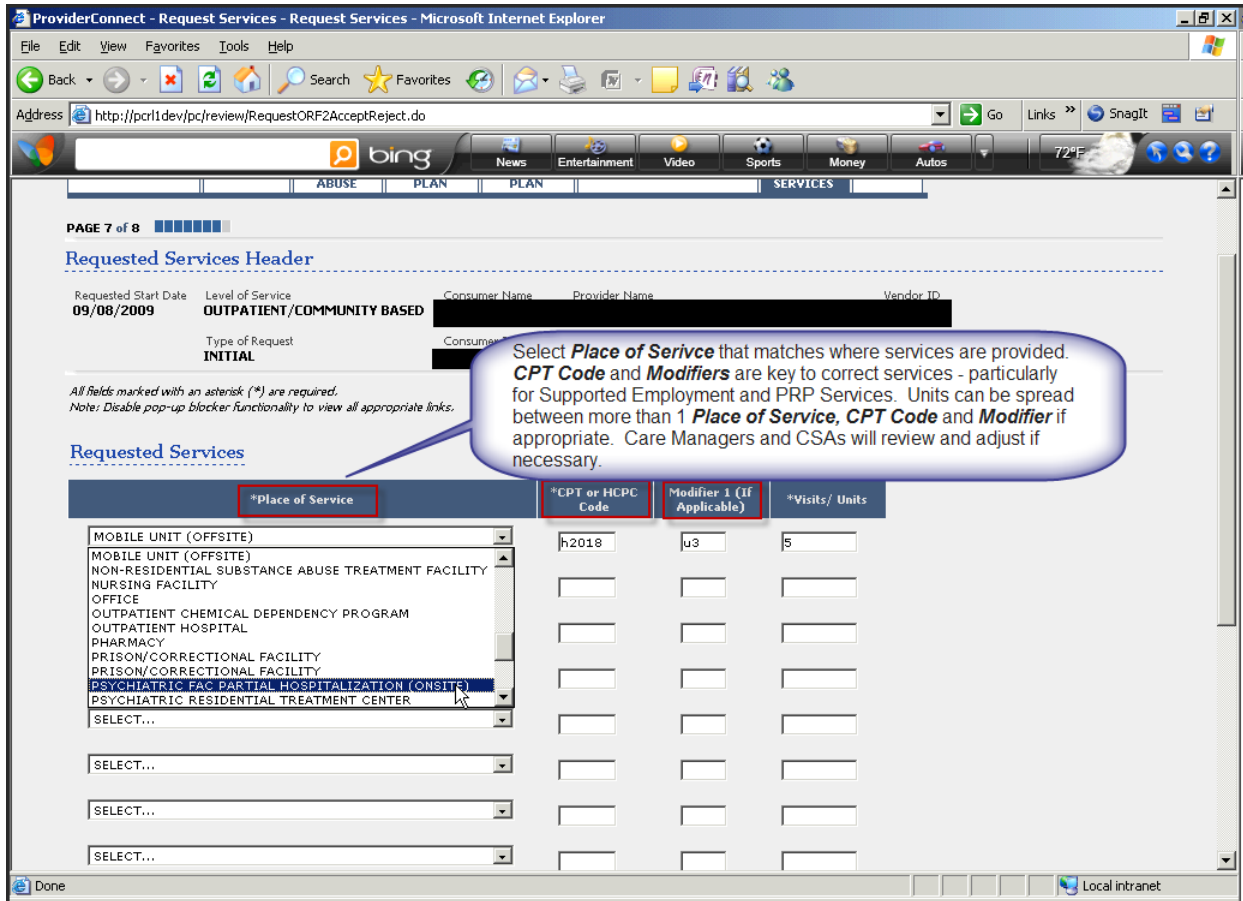 ProviderConnect - Request Services - Request Services - Microsoft Internet Explorer
File Edit View Favorites Tools Help
Back Search Favorites
Address http://pcrl1dev/pc/review/RequestORF2AcceptReject.do Go Links » SnagIt
bing News Entertainment Video Sports Money Autos 72°F
ABUSE PLAN PLAN SERVICES
PAGE 7 of 8
Requested Services Header
Requested Start Date Level of Service Consumer Name Provider Name Vendor ID
09/08/2009 OUTPATIENT/COMMUNITY BASED
Type of Request Consumer
INITIAL
Select Place of Serivce that matches where services are provided.
CPT Code and Modifiers are key to correct services - particularly
for Supported Employment and PRP Services. Units can be spread
between more than 1 Place of Service, CPT Code and Modifier if
appropriate. Care Managers and CSAs will review and adjust if
necessary.
All fields marked with an asterisk (*) are required.
Note: Disable pop-up blocker functionality to view all appropriate links.
Requested Services
*Place of Service *CPT or HCPC Code Modifier 1 (If Applicable) *Visits/ Units
MOBILE UNIT (OFFSITE) h2018 u3 5
MOBILE UNIT (OFFSITE)
NON-RESIDENTIAL SUBSTANCE ABUSE TREATMENT FACILITY
NURSING FACILITY
OFFICE
OUTPATIENT CHEMICAL DEPENDENCY PROGRAM
OUTPATIENT HOSPITAL
PHARMACY
PRISON/CORRECTIONAL FACILITY
PRISON/CORRECTIONAL FACILITY
PSYCHIATRIC FAC PARTIAL HOSPITALIZATION (ONSITE)
PSYCHIATRIC RESIDENTIAL TREATMENT CENTER
SELECT...
SELECT...
SELECT...
SELECT...
Done Local intranet